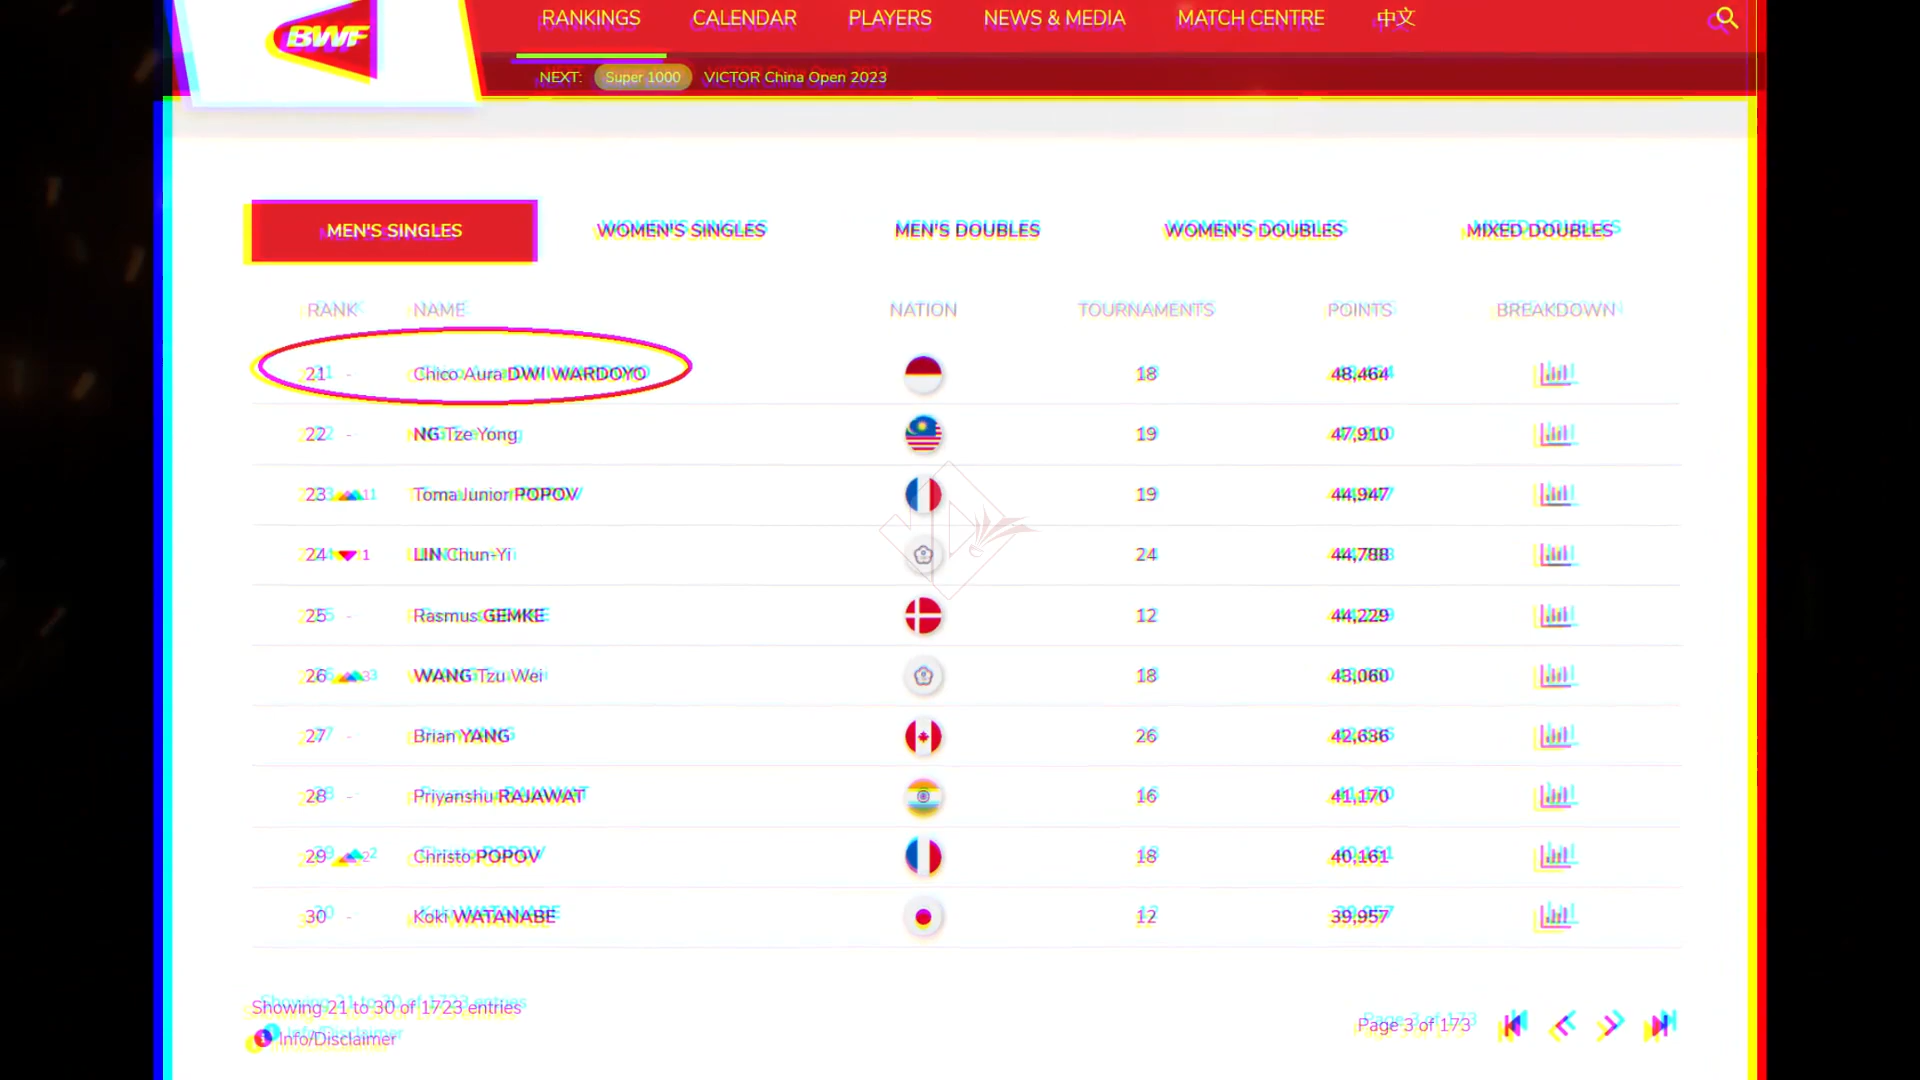 BWF
RANKINGS CALENDAR PLAYERS NEWS & MEDIA MATCH CENTRE 中文
NEXT: Super 1000 VICTOR China Open 2023
MEN'S SINGLES WOMEN'S SINGLES MEN'S DOUBLES WOMEN'S DOUBLES MIXED DOUBLES
RANK NAME NATION TOURNAMENTS POINTS BREAKDOWN
21 - Chico Aura DWI WARDOYO 18 48,464
22 - NG Tze Yong 19 47,910
23 11 Toma Junior POPOV 19 44,947
24 1 LIN Chun-Yi 24 44,788
25 - Rasmus GEMKE 12 44,229
26 3 WANG Tzu Wei 18 43,060
27 - Brian YANG 26 42,636
28 - Priyanshu RAJAWAT 16 41,170
29 2 Christo POPOV 18 40,161
30 - Koki WATANABE 12 39,957
Showing 21 to 30 of 1723 entries
Page 3 of 173
Info/Disclaimer